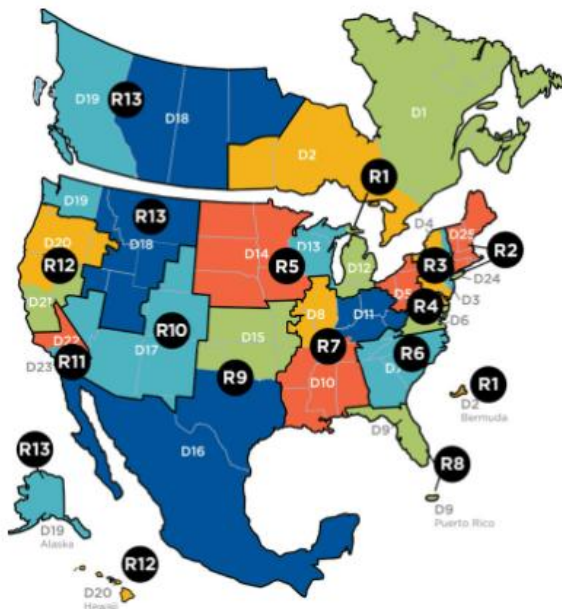 D19
R13
D18
D1
D2
R1
D19
R13
D18
D4
D20
R12
D14
R5
D13
D12
D25
R2
R3
D24
D3
R4
D6
D21
D22
D23
R11
D17
R10
D15
R9
D8
R7
D11
R6
D10
D16
D9
R1
D2
Bermuda
R8
D9
Puerto Rico
R13
D19
Alaska
R12
D20
Hawaii